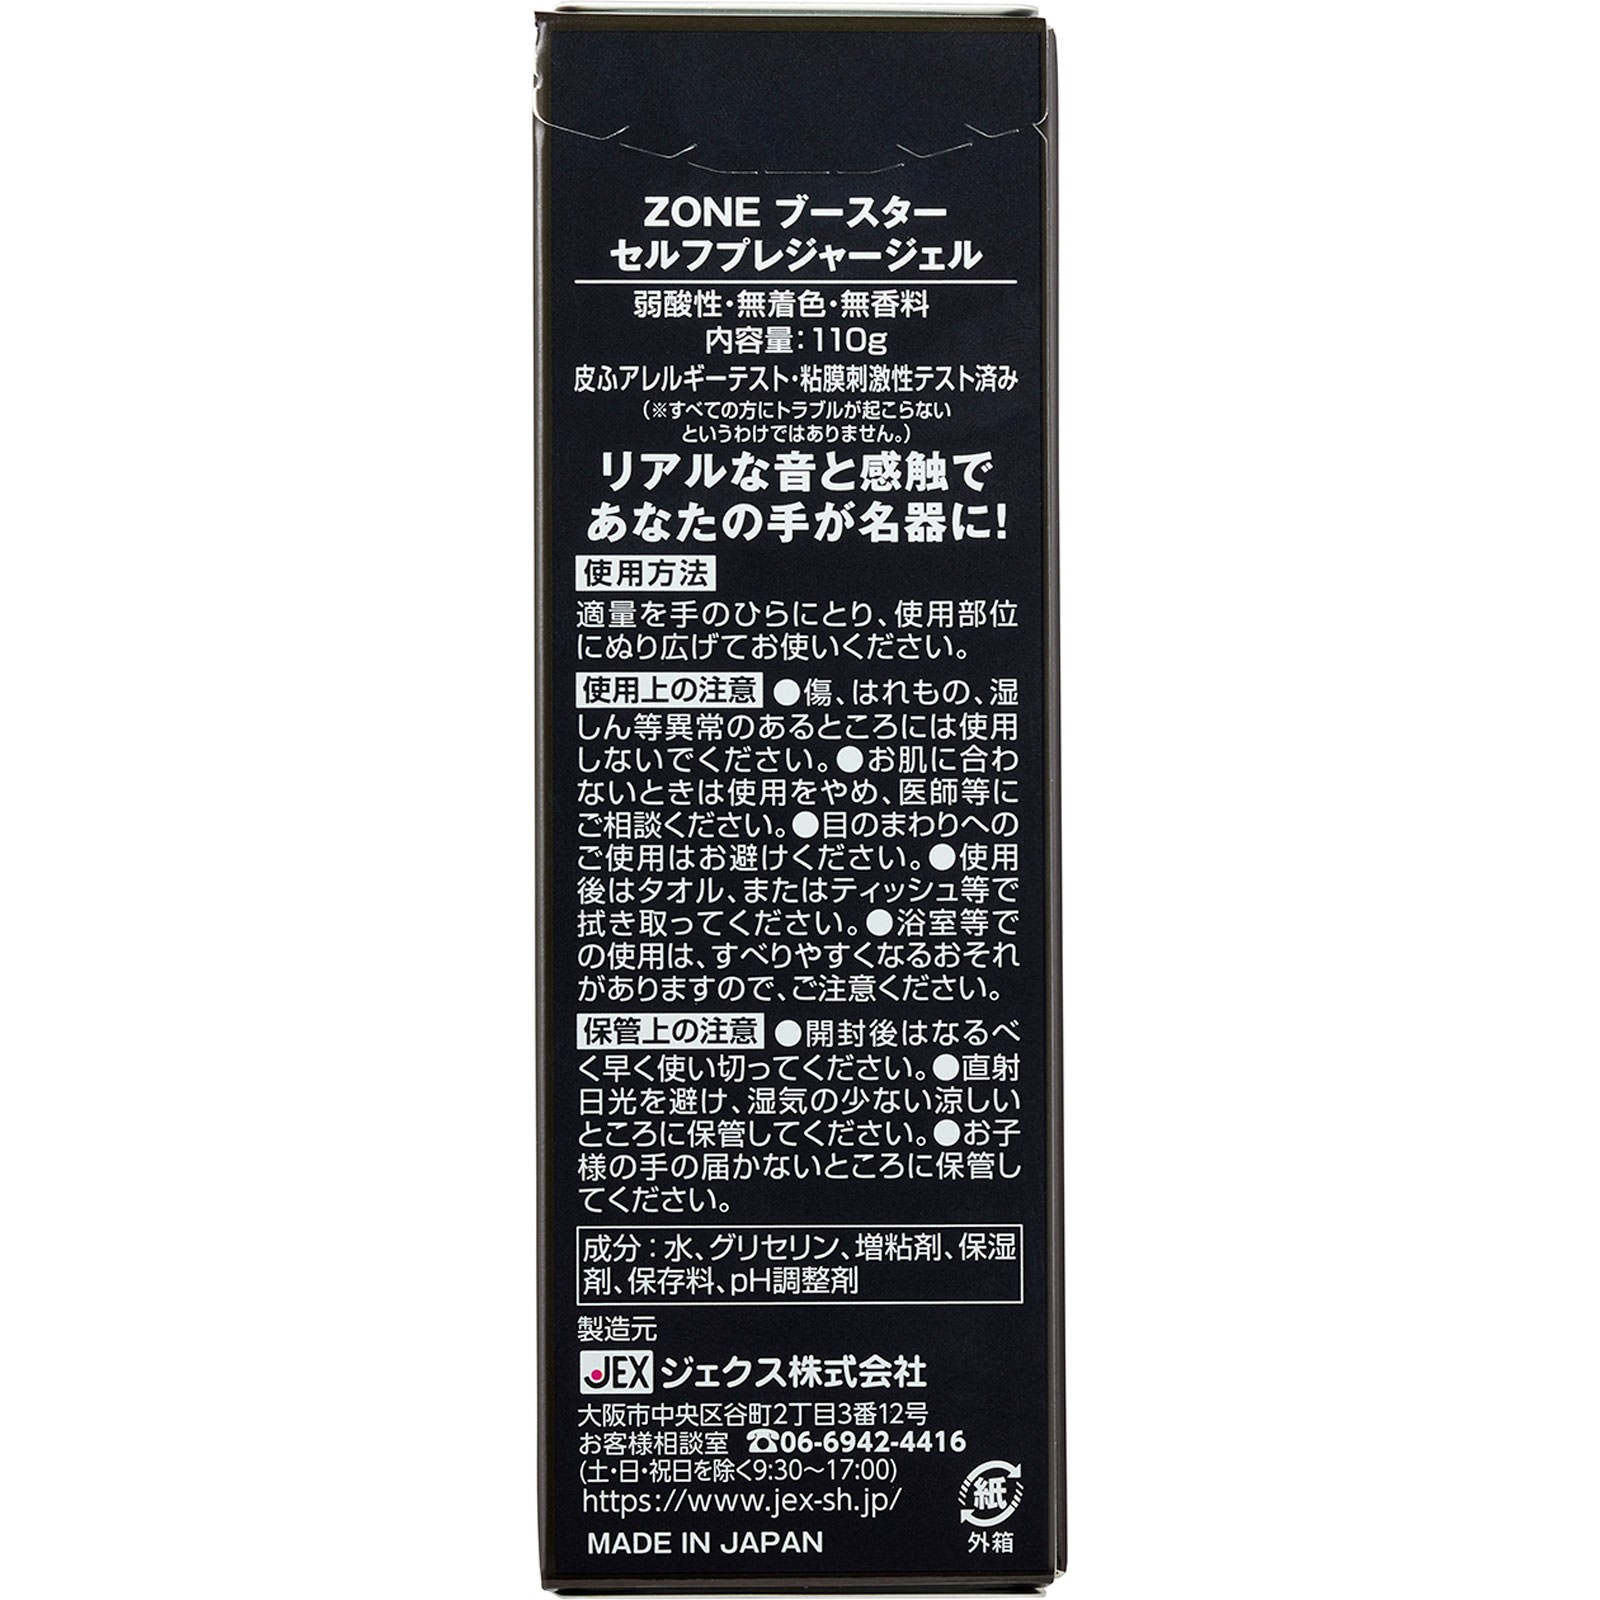 ZONE ブースター
セルフプレジャージェル
弱酸性・無着色・無香料
内容量：110g
皮ふアレルギーテスト・粘膜刺激性テスト済み
（※すべての方にトラブルが起こらない
というわけではありません。）
リアルな音と感触で
あなたの手が名器に！
使用方法
適量を手のひらにとり、使用部位
にぬり広げてお使いください。
使用上の注意 ●傷、はれもの、湿
しん等異常のあるところには使用
しないでください。●お肌に合わ
ないときは使用をやめ、医師等に
ご相談ください。●目のまわりへの
ご使用はお避けください。●使用
後はタオル、またはティッシュ等で
拭き取ってください。●浴室等で
の使用は、すべりやすくなるおそれ
がありますので、ご注意ください。
保管上の注意 ●開封後はなるべ
く早く使い切ってください。●直射
日光を避け、湿気の少ない涼しい
ところに保管してください。●お子
様の手の届かないところに保管し
てください。
成分：水、グリセリン、増粘剤、保湿
剤、保存料、pH調整剤
製造元
JEX ジェクス株式会社
大阪市中央区谷町2丁目3番12号
お客様相談室 ☎06-6942-4416
(土・日・祝日を除く9:30～17:00)
https://www.jex-sh.jp/
MADE IN JAPAN
紙
外箱